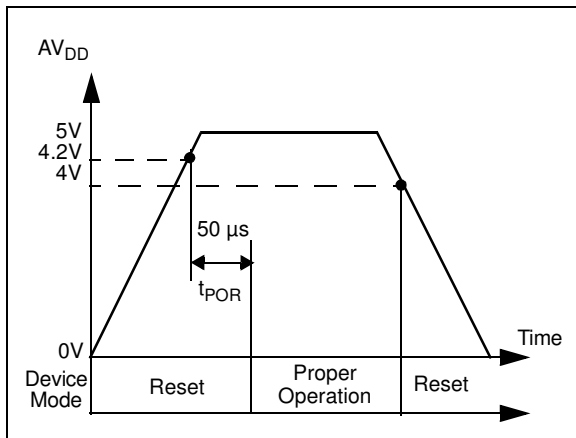 AVDD
5V
4.2V
4V
50 µs
tPOR
0V
Time
Device
Mode
Reset
Proper
Operation
Reset